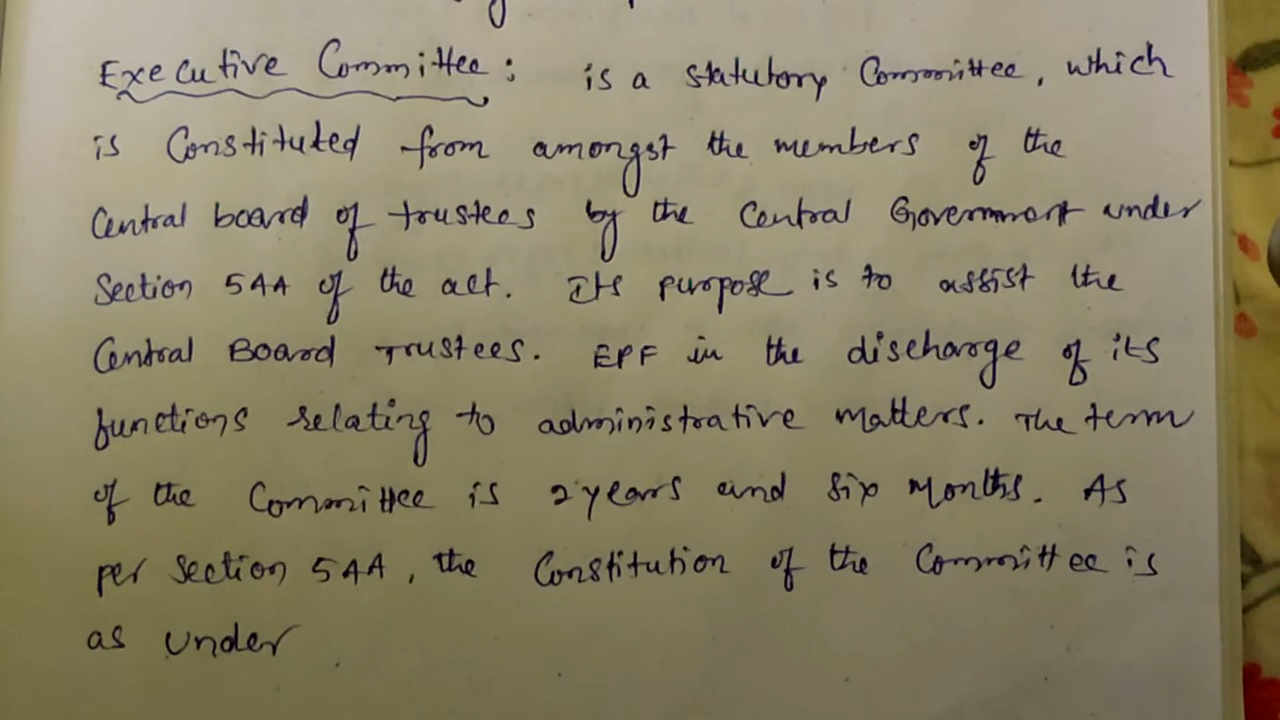 Executive Committee : is a statutory Committee, which
is Constituted from amongst the members of the
Central board of trustees by the Central Government under
Section 5AA of the act. Its purpose is to assist the
Central Board Trustees. EPF in the discharge of its
functions relating to administrative matters. The term
of the Committee is 2 years and six months. As
per section 5AA, the Constitution of the Committee is
as under